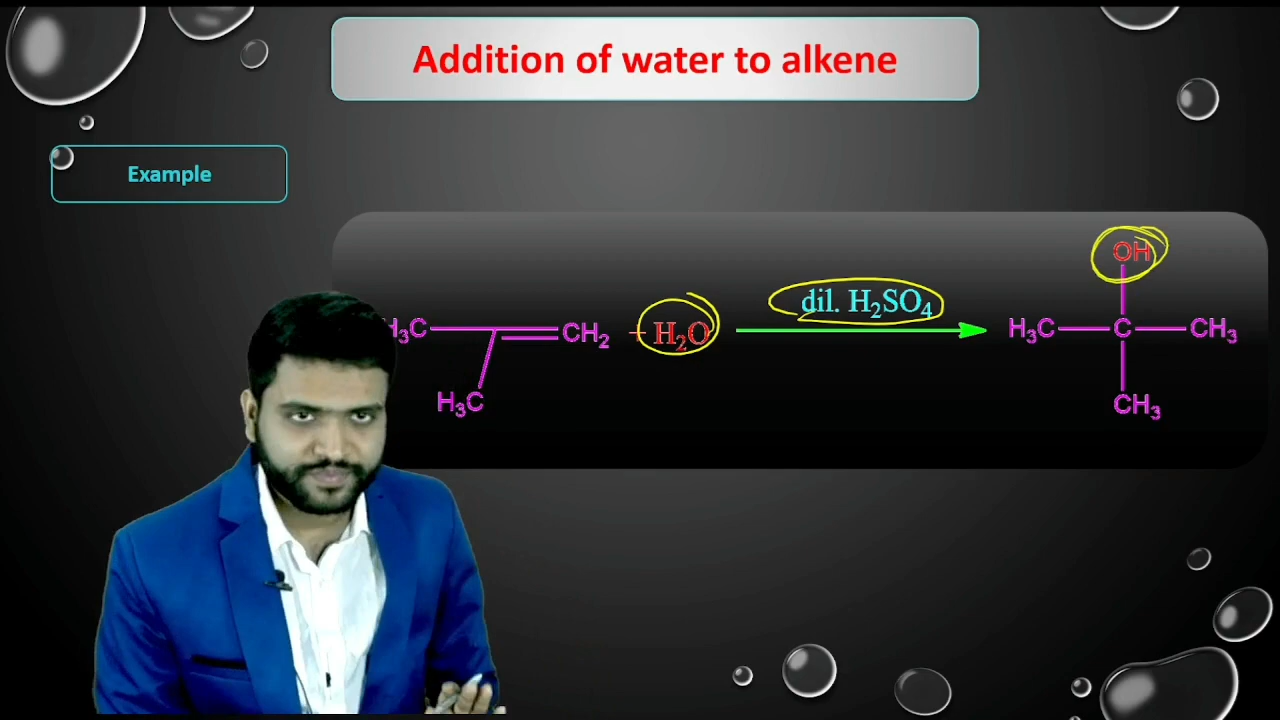 Addition of water to alkene
Example
OH
dil. H₂SO₄
H₃C
CH₂
+ H₂O
H₃C
C
CH₃
H₃C
CH₃